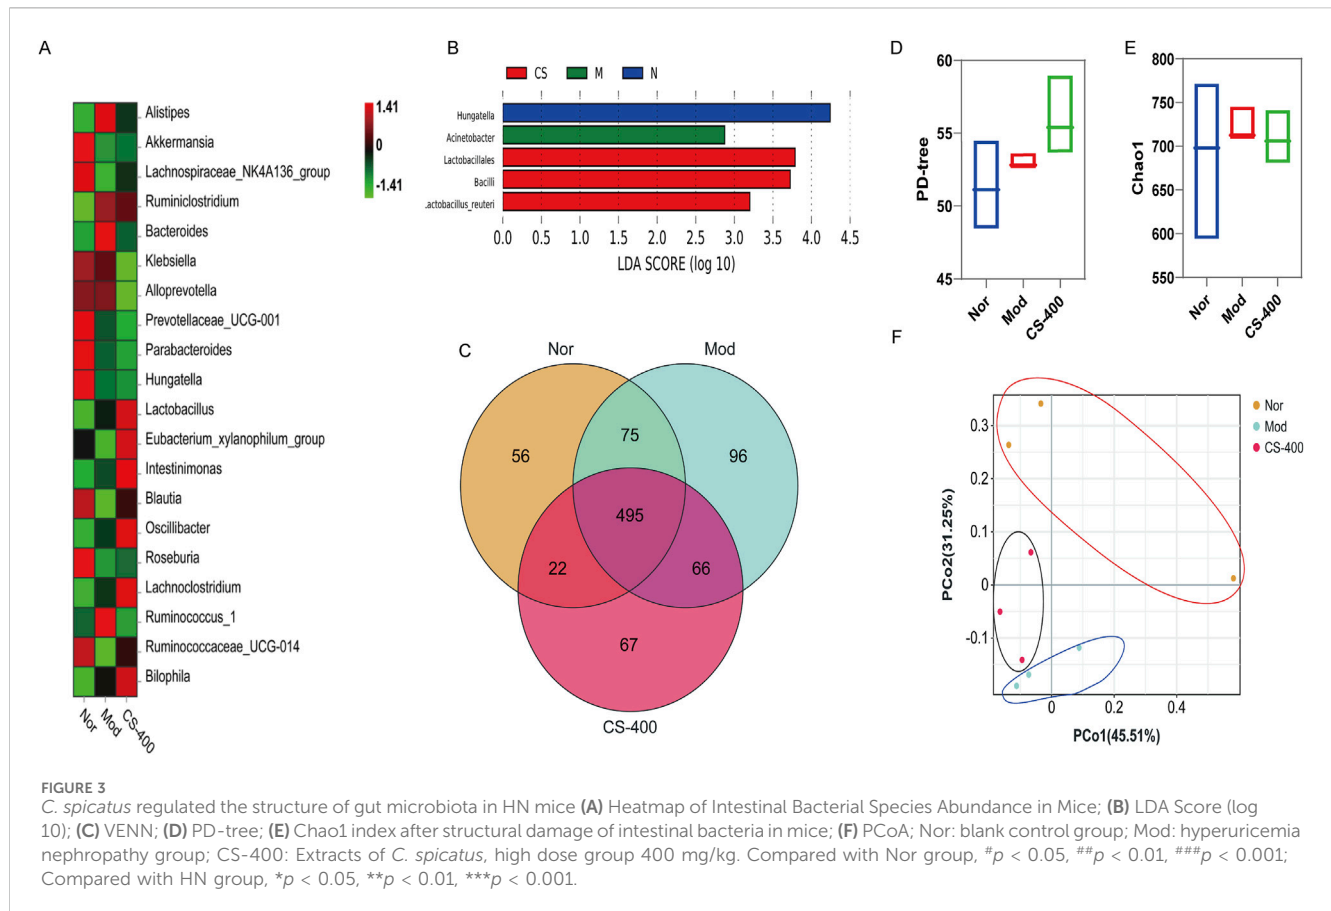 A
Alistipes
Akkermansia
Lachnospiraceae_NK4A136_group
Ruminiclostridium
Bacteroides
Klebsiella
Alloprevotella
Prevotellaceae_UCG-001
Parabacteroides
Hungatella
Lactobacillus
Eubacterium_xylanophilum_group
Intestinimonas
Blautia
Oscillibacter
Roseburia
Lachnoclostridium
Ruminococcus_1
Ruminococcaceae_UCG-014
Bilophila
Nor
Mod
CS-400
1.41
0
-1.41
B
CS
M
N
Hungatella
Acinetobacter
Lactobacillales
Bacilli
Lactobacillus_reuteri
0.0 0.5 1.0 1.5 2.0 2.5 3.0 3.5 4.0 4.5
LDA SCORE (log 10)
C
Nor
Mod
56
75
96
495
22
66
67
CS-400
D
PD-tree
60
55
50
45
Nor
Mod
CS-400
E
Chao1
800
750
700
650
600
550
Nor
Mod
CS-400
F
PCo2(31.25%)
0.3
0.2
0.1
0
-0.1
0 0.2 0.4
PCo1(45.51%)
Nor
Mod
CS-400
FIGURE 3
C. spicatus regulated the structure of gut microbiota in HN mice (A) Heatmap of Intestinal Bacterial Species Abundance in Mice; (B) LDA Score (log
10); (C) VENN; (D) PD-tree; (E) Chao1 index after structural damage of intestinal bacteria in mice; (F) PCoA; Nor: blank control group; Mod: hyperuricemia
nephropathy group; CS-400: Extracts of C. spicatus, high dose group 400 mg/kg. Compared with Nor group, #p < 0.05, ##p < 0.01, ###p < 0.001;
Compared with HN group, *p < 0.05, **p < 0.01, ***p < 0.001.